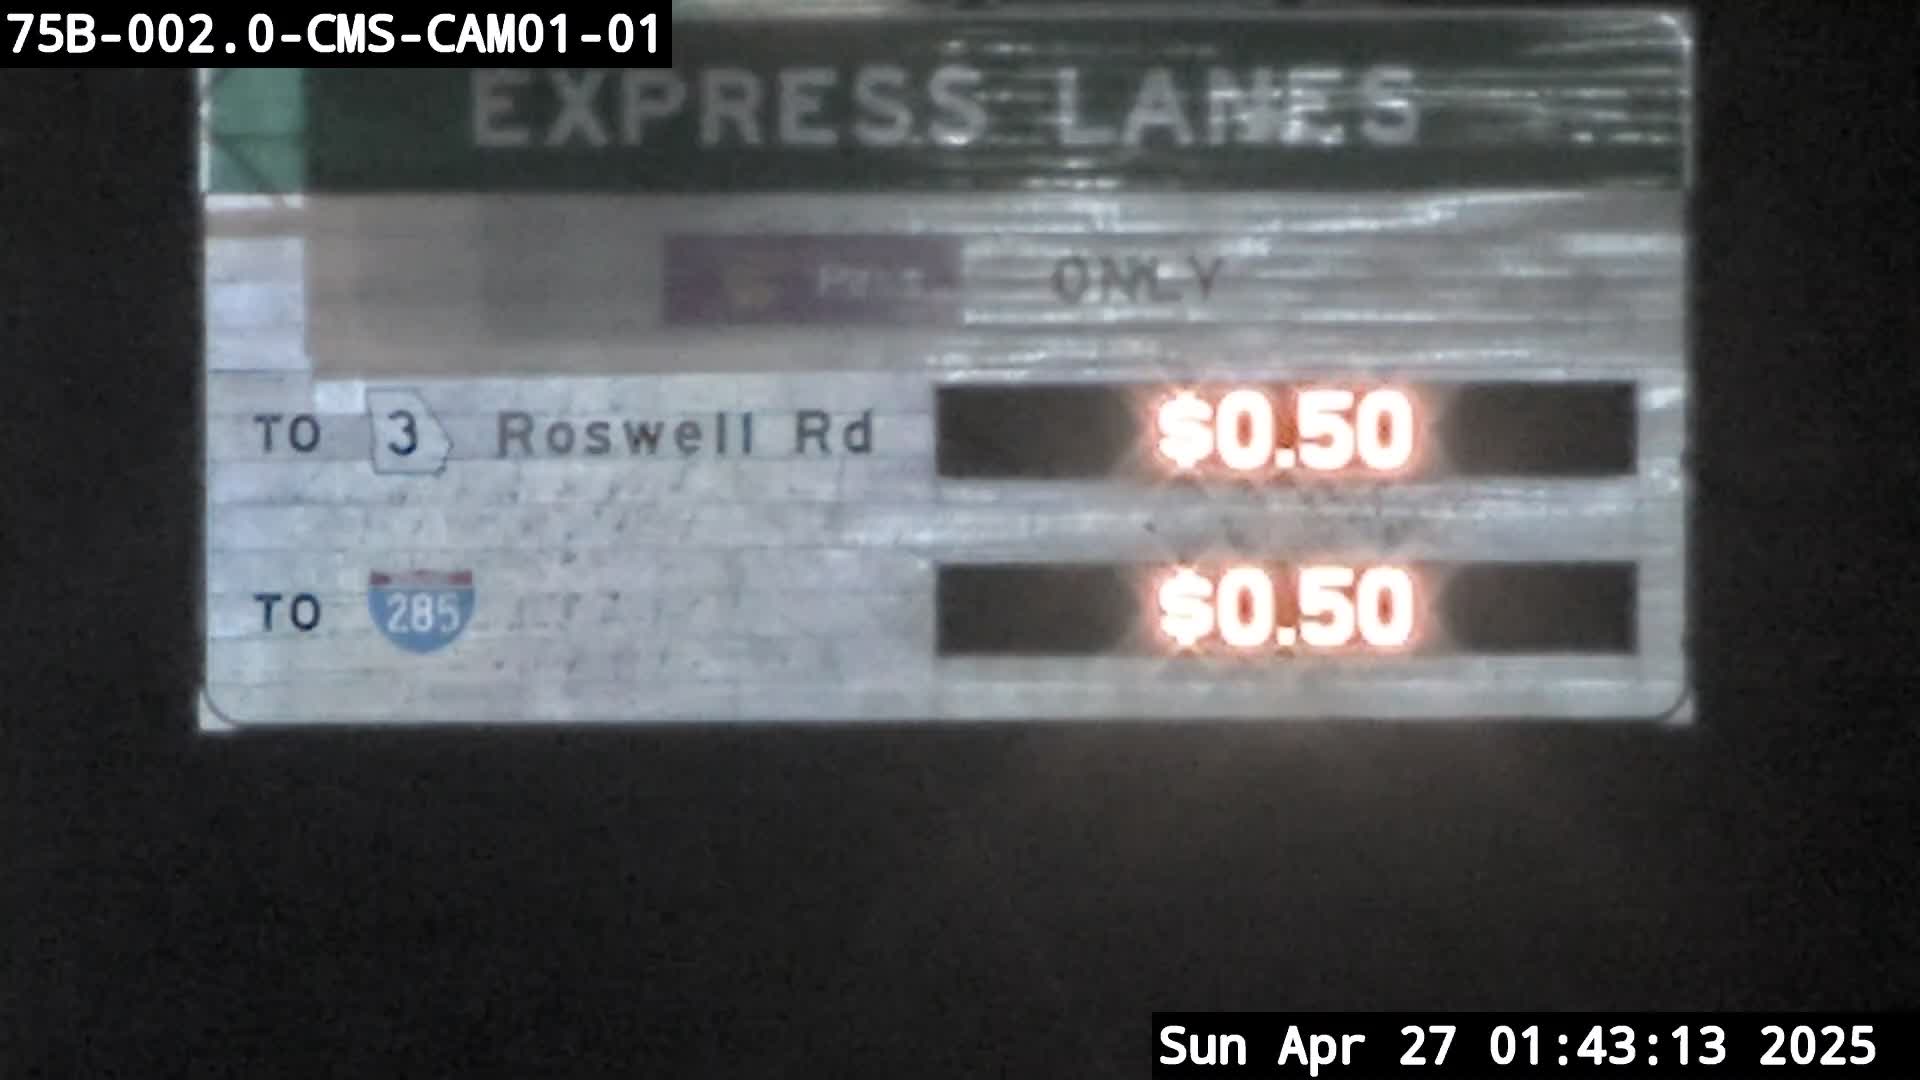 75B-002.0-CMS-CAM01-01
EXPRESS LANES
ONLY
TO 3 Roswell Rd $0.50
TO 285 $0.50
Sun Apr 27 01:43:13 2025